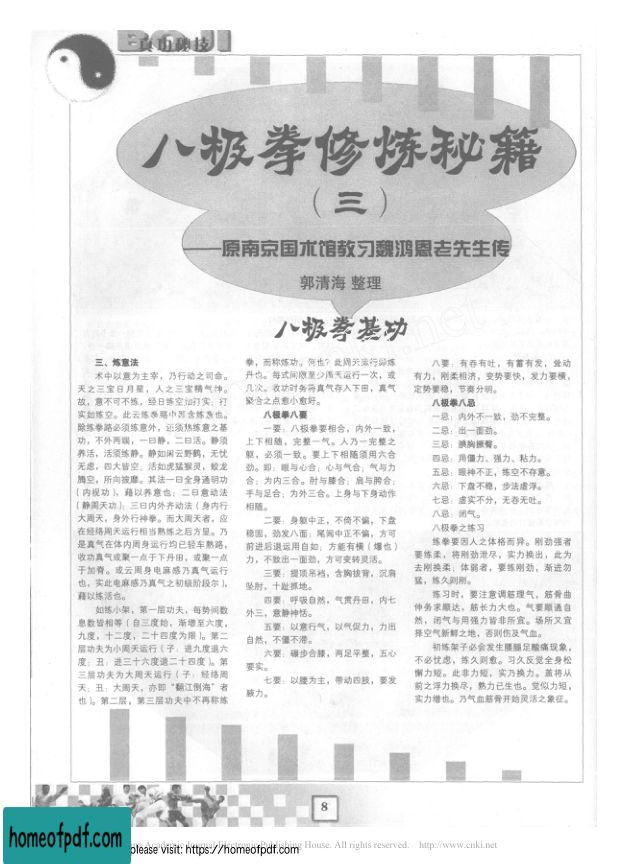 BOJI
真功秘技
八极拳修炼秘籍
(三)
——原南京国术馆教习魏鸿恩老先生传
郭清海 整理
八极拳基功
三、炼意法
术中以意为主宰，乃行动之司命。
天之三宝日月星，人之三宝精气神。
故，意不可不练，经日练空如打实；打
实如练空。此云练
除练拳路必须练意外，还须熟练意之基
功，不外两端，一曰静，二曰活。静须
养活，活须练静。静如闲云野鹤，无忧
无虑，四大皆空；活如虎猛猴灵，蛟龙
腾空，所向披靡。其法一曰全身通明功
（内视功），藉以养意也；二曰意动法
（静周天功）；三曰内外齐动法（身内行
大周天，身外行神拳。而大周天者，应
在经络周天运行相当熟练之后方呈。乃
是真气在体内周身运行均已轻车熟路，
收功真气或聚一点于下丹田，或聚一点
于加脊。或云周身电麻感乃真气运行
也，实此电麻感乃真气之初级阶段尔），
藉以练活也。
如练小架，第一层功夫，每势间数
息数皆相等（自三度始，渐增至六度，
九度，十二度，二十四度为限）。第二
层功夫为小周天运行（子：进九度退六
度；丑：进三十六度退二十四度）。第
三层功夫为大周天运行（子：经络周
天；丑：大周天，亦即“翻江倒海”者
也）。第二层，第三层功夫中不再称练
拳，而称炼功。何也？此周天运行即炼
丹也。每式间限至少周天运行一次，或
几次。收功时务将真气存入下田，真气
聚合之点愈小愈好。
八极拳八要
一要：八极拳要相合，内外一致，
上下相随，完整一气。人乃一完整之
躯，必须一致。要上下相随须用六合
劲。即：眼与心合；心与气合；气与力
合；为内三合。肘与膝合；肩与胯合；
手与足合；为外三合。上身与下身动作
相随。
二要：身躯中正，不倚不偏，下盘
稳固，劲发八面；尾闾中正不偏，方可
前进后退运用自如；方能有横（爆也）
力，不致出一面劲，方可变转灵活。
三要：提顶吊裆，含胸拔背，沉肩
坠肘，十趾抓地。
四要：呼吸自然，气贯丹田，内七
外三，意静神恬。
五要：以意行气，以气促力，力出
自然，不僵不滞。
六要：碾步合膝，两足平整，五心
要实。
七要：以腰为主，带动四肢，要发
腋力。
八要：有吞有吐，有蓄有发，耸动
有力，刚柔相济，变势要快，发力要横，
定势要稳，节奏分明。
八极拳八忌
一忌：内外不一致，劲不完整。
二忌：出一面劲。
三忌：腆胸撅臀。
四忌：用僵力、强力、粘力。
五忌：眼神不正，练空不存意。
六忌：下盘不稳，步法虚浮。
七忌：虚实不分，无吞无吐。
八忌：闭气。
八极拳之练习
练拳要因人之体格而异。刚劲强者
要练柔，将刚劲泄尽，实力换出，此为
去刚换柔；体弱者，要练刚劲，渐进勿
猛，练久则刚。
练习时，要注意调筋理气，筋骨曲
伸务求顺达，筋长力大也。气要顺通自
然，闭气与用强力皆非所宜。场所又宜
择空气新鲜之地，否则伤及气血。
初练架子必会发生腰腿足酸痛现象，
不必忧虑，练久则愈。习久反觉全身松
懈力短。此非力短，实乃换力。盖将从
前之浮力换尽，熟力已生也。觉似力短，
实力增也。乃气血筋骨开始灵活之象征。
8
Academic Journal Electronic Publishing House. All rights reserved. http://www.cnki.net
homeofpdf.com
please visit: https://homeofpdf.com